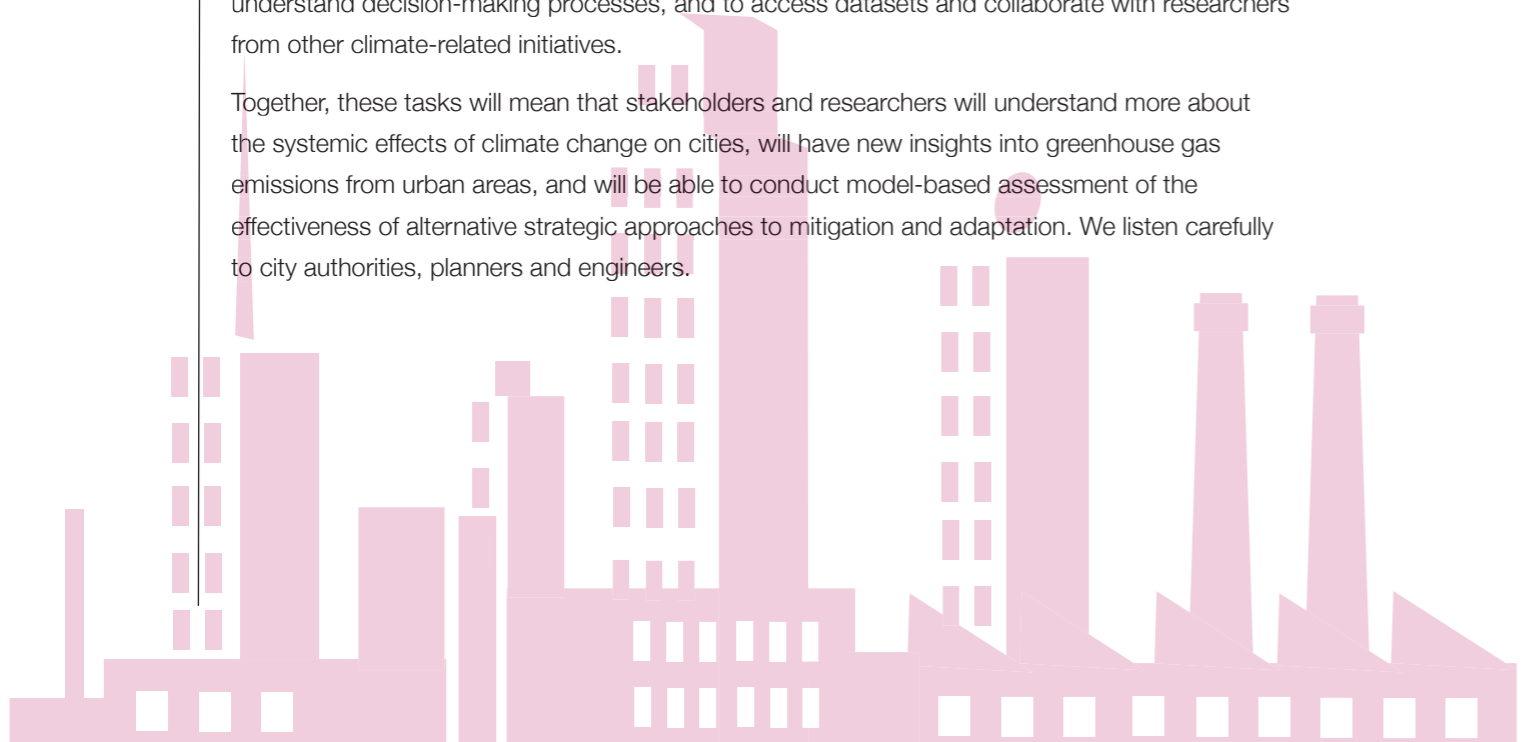 understand decision-making processes, and to access datasets and collaborate with researchers
from other climate-related initiatives.
Together, these tasks will mean that stakeholders and researchers will understand more about
the systemic effects of climate change on cities, will have new insights into greenhouse gas
emissions from urban areas, and will be able to conduct model-based assessment of the
effectiveness of alternative strategic approaches to mitigation and adaptation. We listen carefully
to city authorities, planners and engineers.